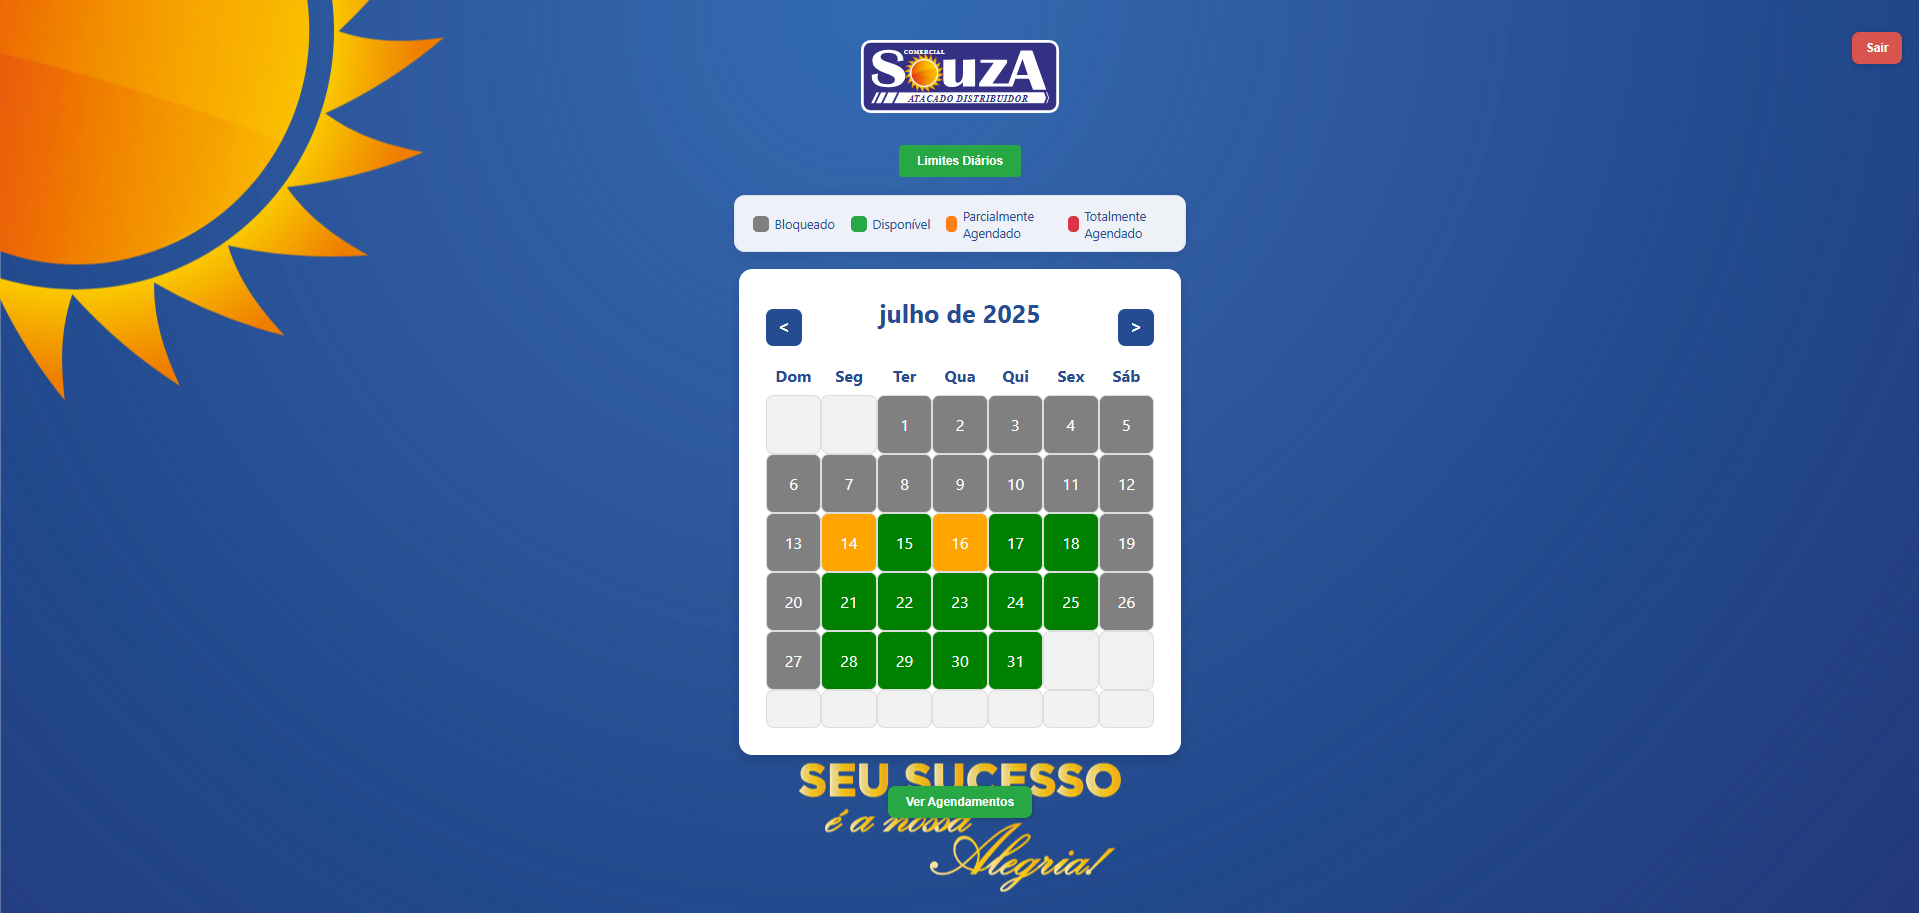 Sair
COMERCIAL
SOuzA
ATACADO DISTRIBUIDOR
Limites Diários
Bloqueado
Disponível
Parcialmente
Agendado
Totalmente
Agendado
< julho de 2025 >
Dom Seg Ter Qua Qui Sex Sáb
1 2 3 4 5
6 7 8 9 10 11 12
13 14 15 16 17 18 19
20 21 22 23 24 25 26
27 28 29 30 31
SEU SUCESSO
Ver Agendamentos
é a nossa
Alegria!